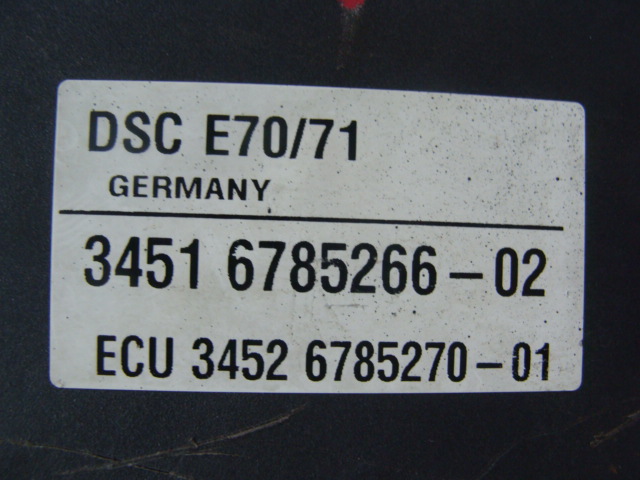 DSC E70/71
GERMANY
3451 6785266-02
ECU 3452 6785270-01